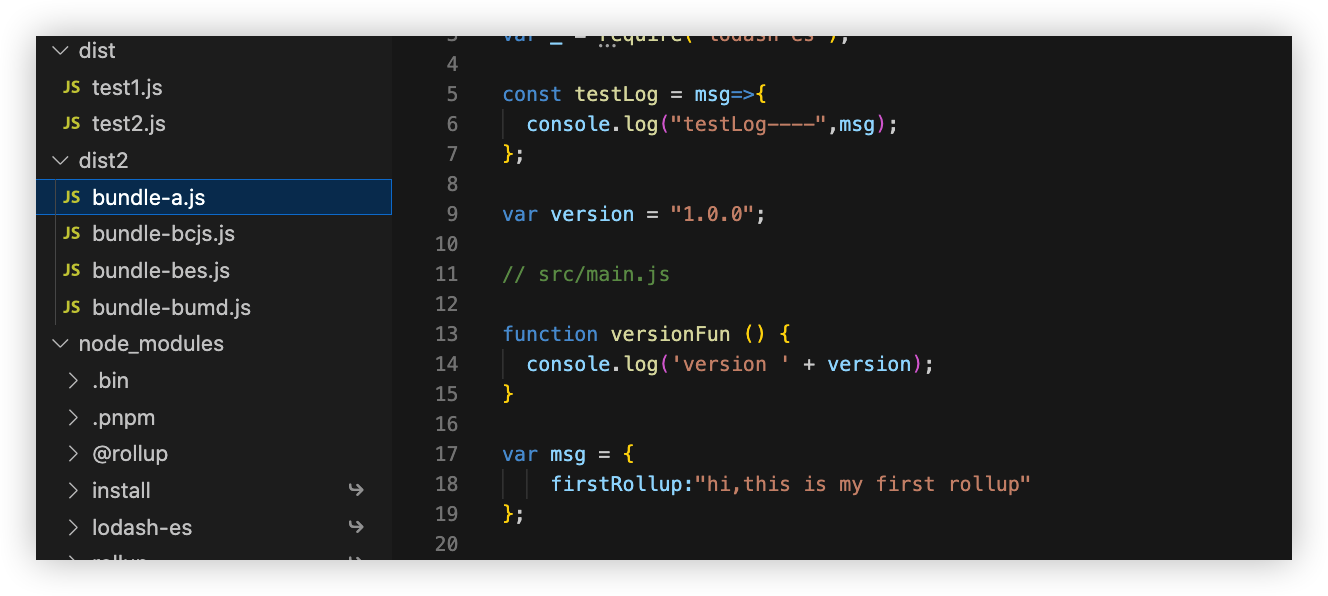 dist
JS test1.js
JS test2.js
dist2
JS bundle-a.js
JS bundle-bcjs.js
JS bundle-bes.js
JS bundle-bumd.js
node_modules
.bin
.pnpm
@rollup
install
lodash-es
4
5 const testLog = msg=>{
6 console.log("testLog----",msg);
7 };
8
9 var version = "1.0.0";
10
11 // src/main.js
12
13 function versionFun () {
14 console.log('version ' + version);
15 }
16
17 var msg = {
18 firstRollup:"hi,this is my first rollup"
19 };
20